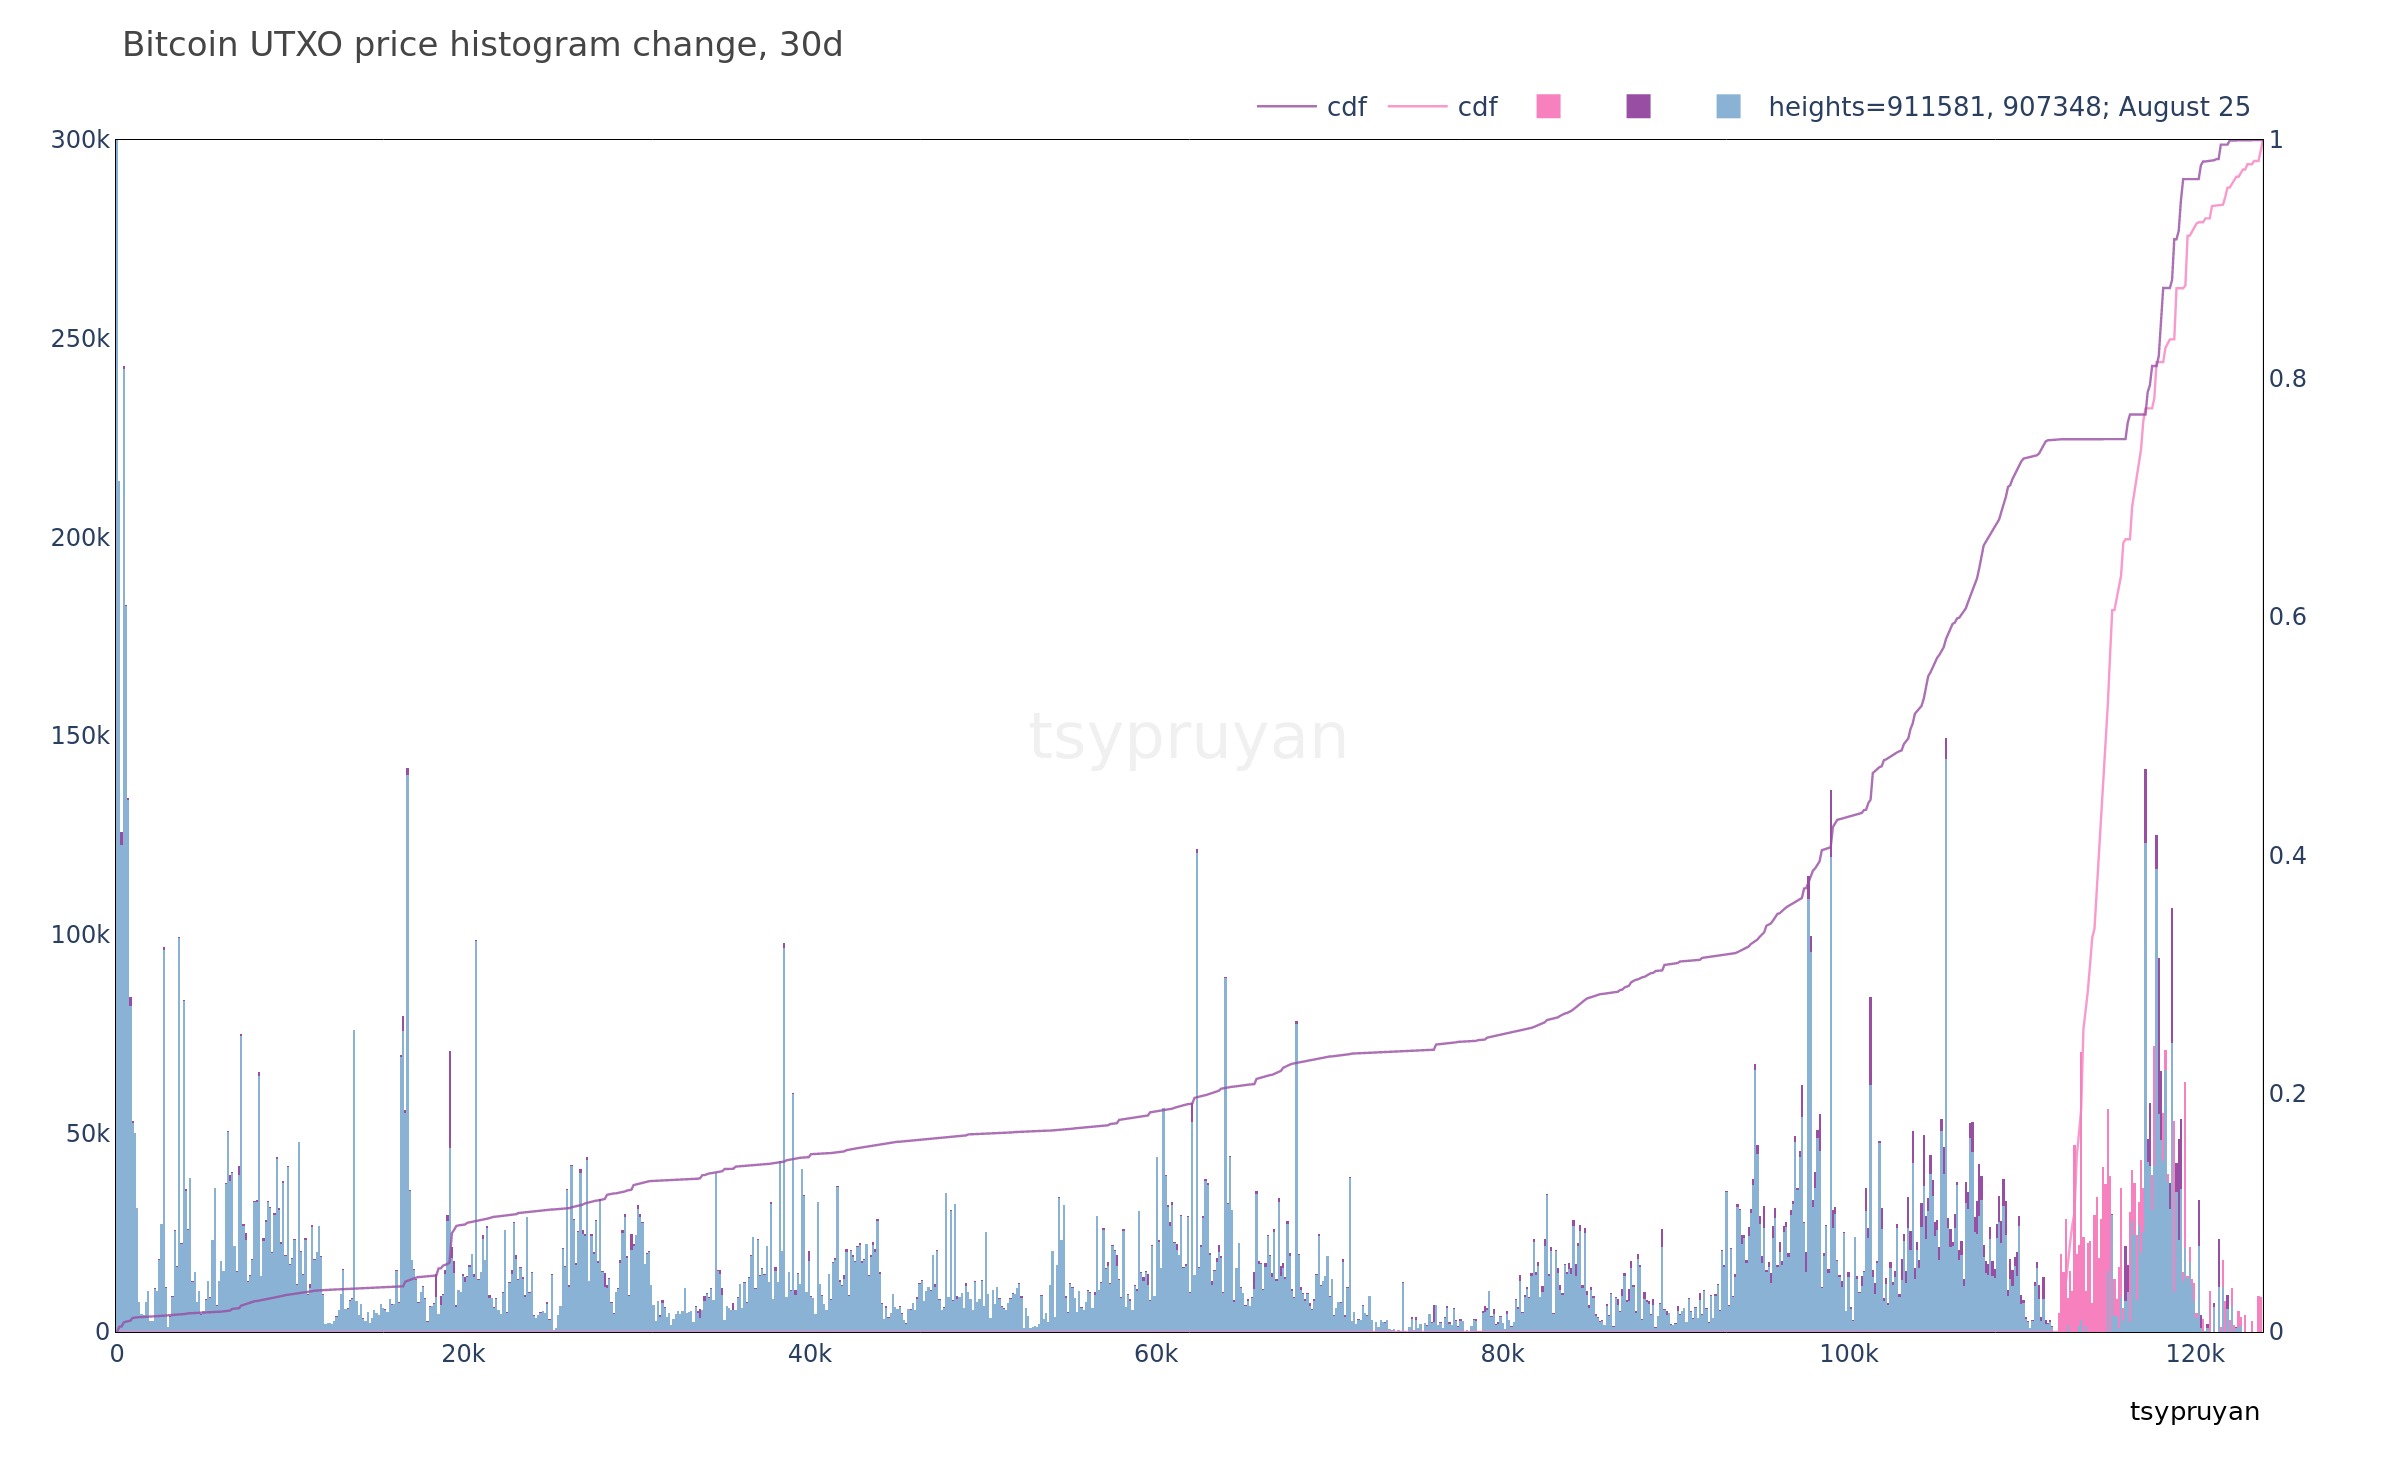 Bitcoin UTXO price histogram change, 30d
cdf cdf heights=911581, 907348; August 25
300k 1
250k
0.8
200k
0.6
150k
tsypruyan
0.4
100k
0.2
50k
0 0
0 20k 40k 60k 80k 100k 120k
tsypruyan